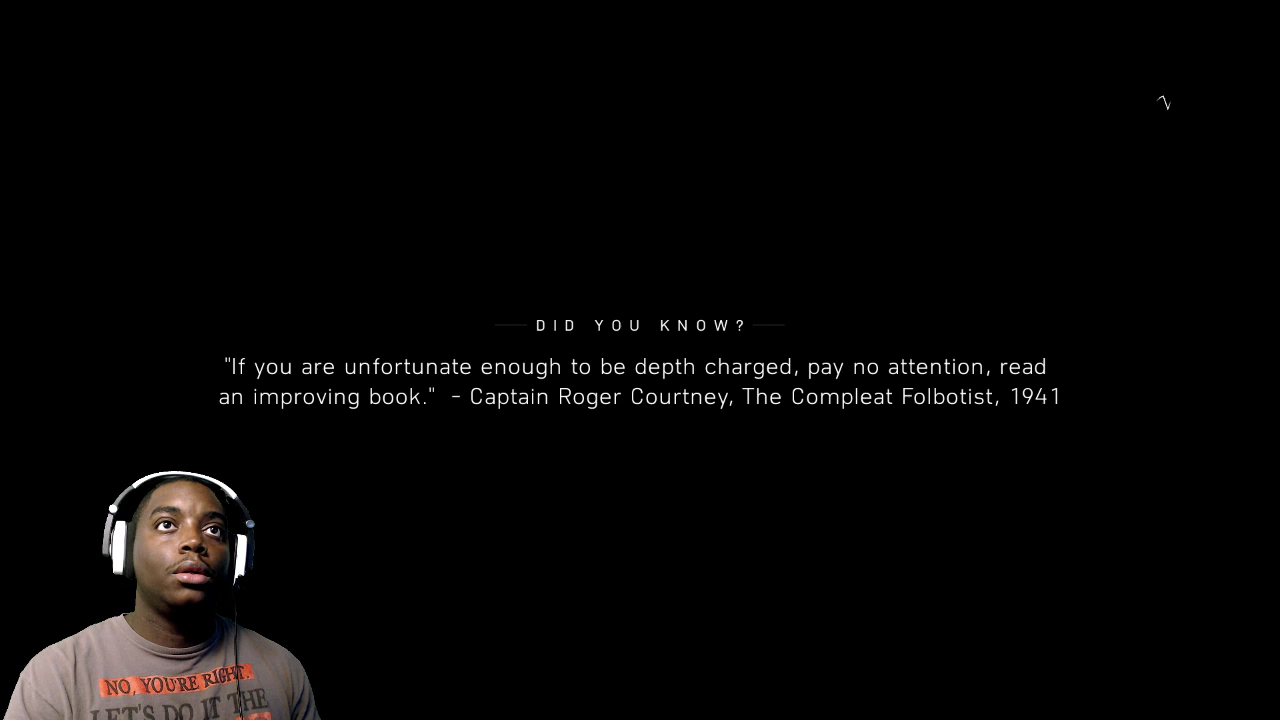 DID YOU KNOW?
"If you are unfortunate enough to be depth charged, pay no attention, read
an improving book." - Captain Roger Courtney, The Compleat Folbotist, 1941
NO, YOU'RE RIGHT.
LET'S DO IT THE